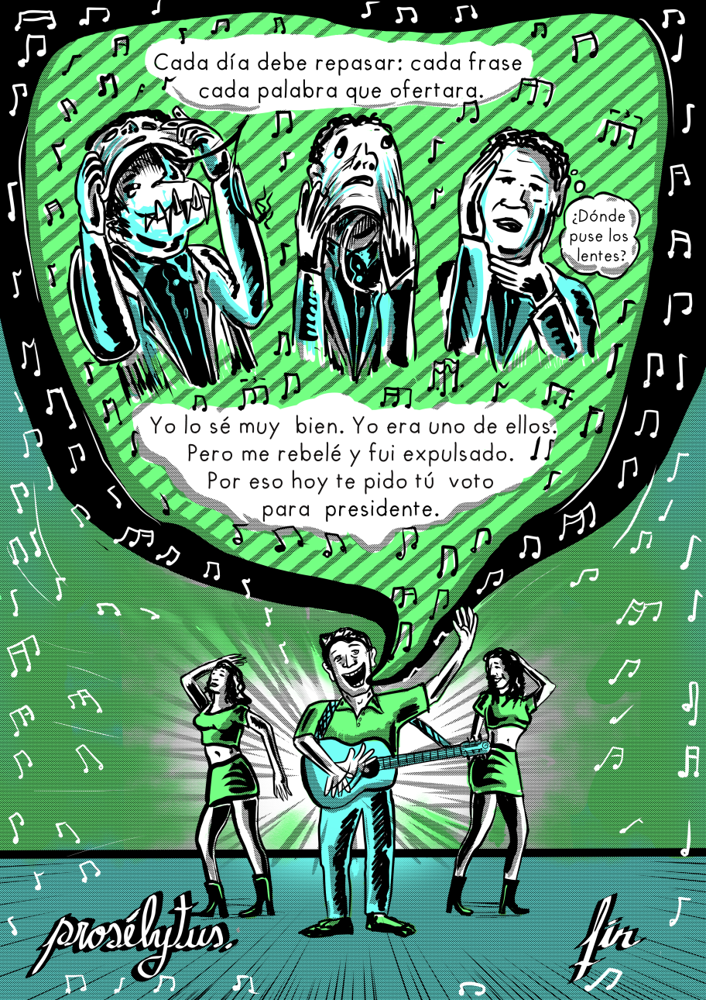 Cada día debe repasar: cada frase
cada palabra que ofertara.
¿Dónde
puse los
lentes?
Yo lo sé muy bien. Yo era uno de ellos.
Pero me rebelé y fui expulsado.
Por eso hoy te pido tú voto
para presidente.
prosélytus.
fin